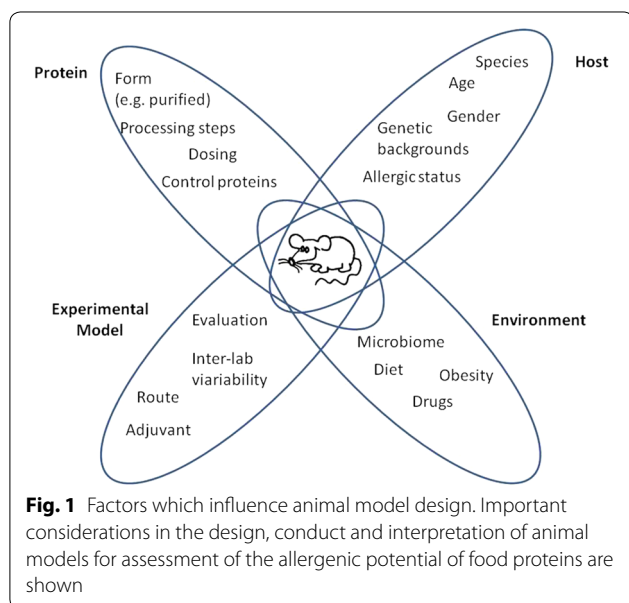 Protein
Form
(e.g. purified)
Processing steps
Dosing
Control proteins
Host
Species
Age
Gender
Genetic
backgrounds
Allergic status
Experimental
Model
Evaluation
Inter-lab
viariability
Route
Adjuvant
Environment
Microbiome
Diet
Obesity
Drugs
Fig. 1 Factors which influence animal model design. Important
considerations in the design, conduct and interpretation of animal
models for assessment of the allergenic potential of food proteins are
shown